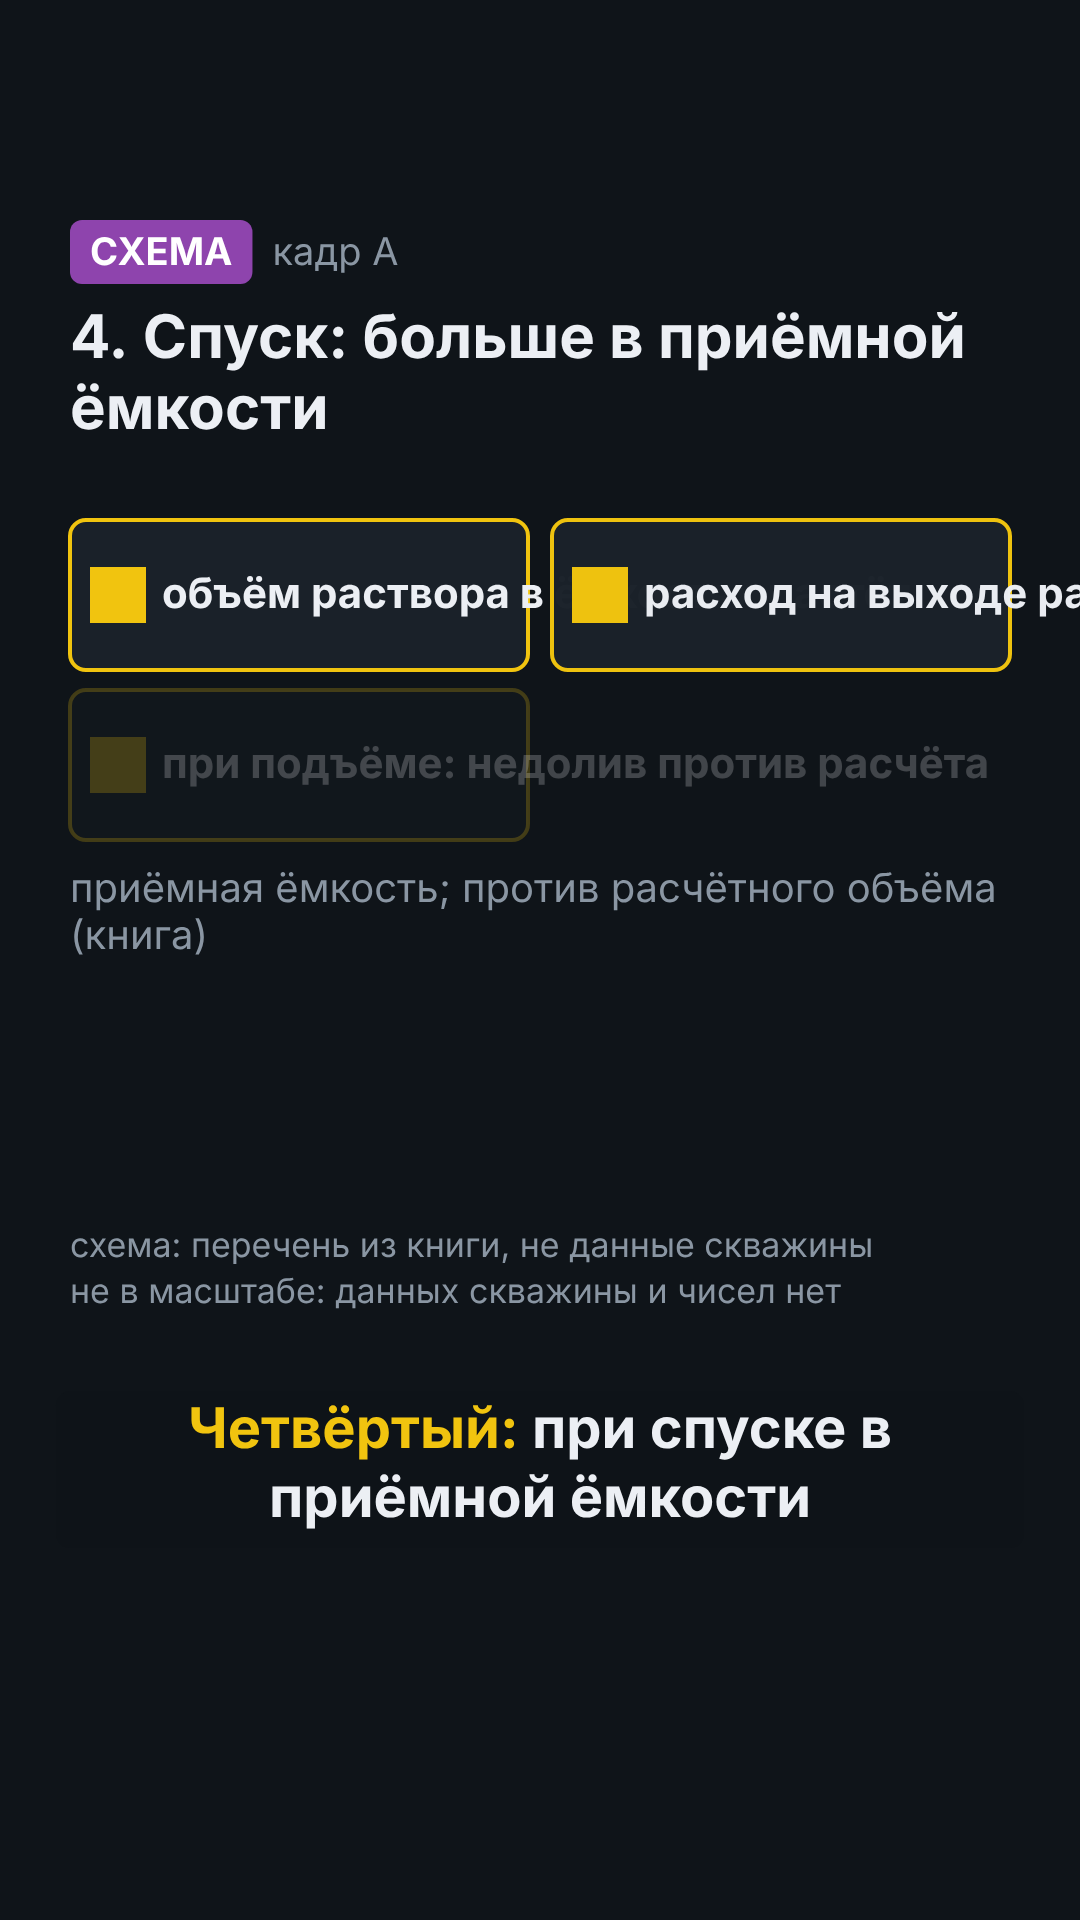 СХЕМА кадр А
4. Спуск: больше в приёмной
ёмкости
объём раствора в
расход на выходе
при подъёме: недолив против расчёта
приёмная ёмкость; против расчётного объёма
(книга)
схема: перечень из книги, не данные скважины
не в масштабе: данных скважины и чисел нет
Четвёртый: при спуске в
приёмной ёмкости